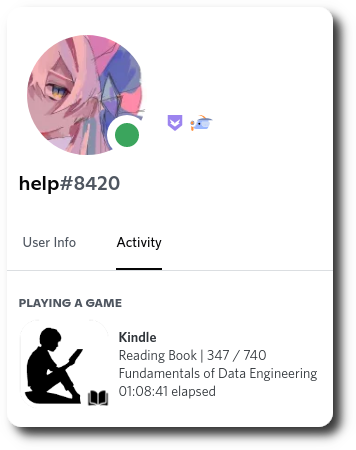 help#8420
User Info Activity
PLAYING A GAME
Kindle
Reading Book | 347 / 740
Fundamentals of Data Engineering
01:08:41 elapsed